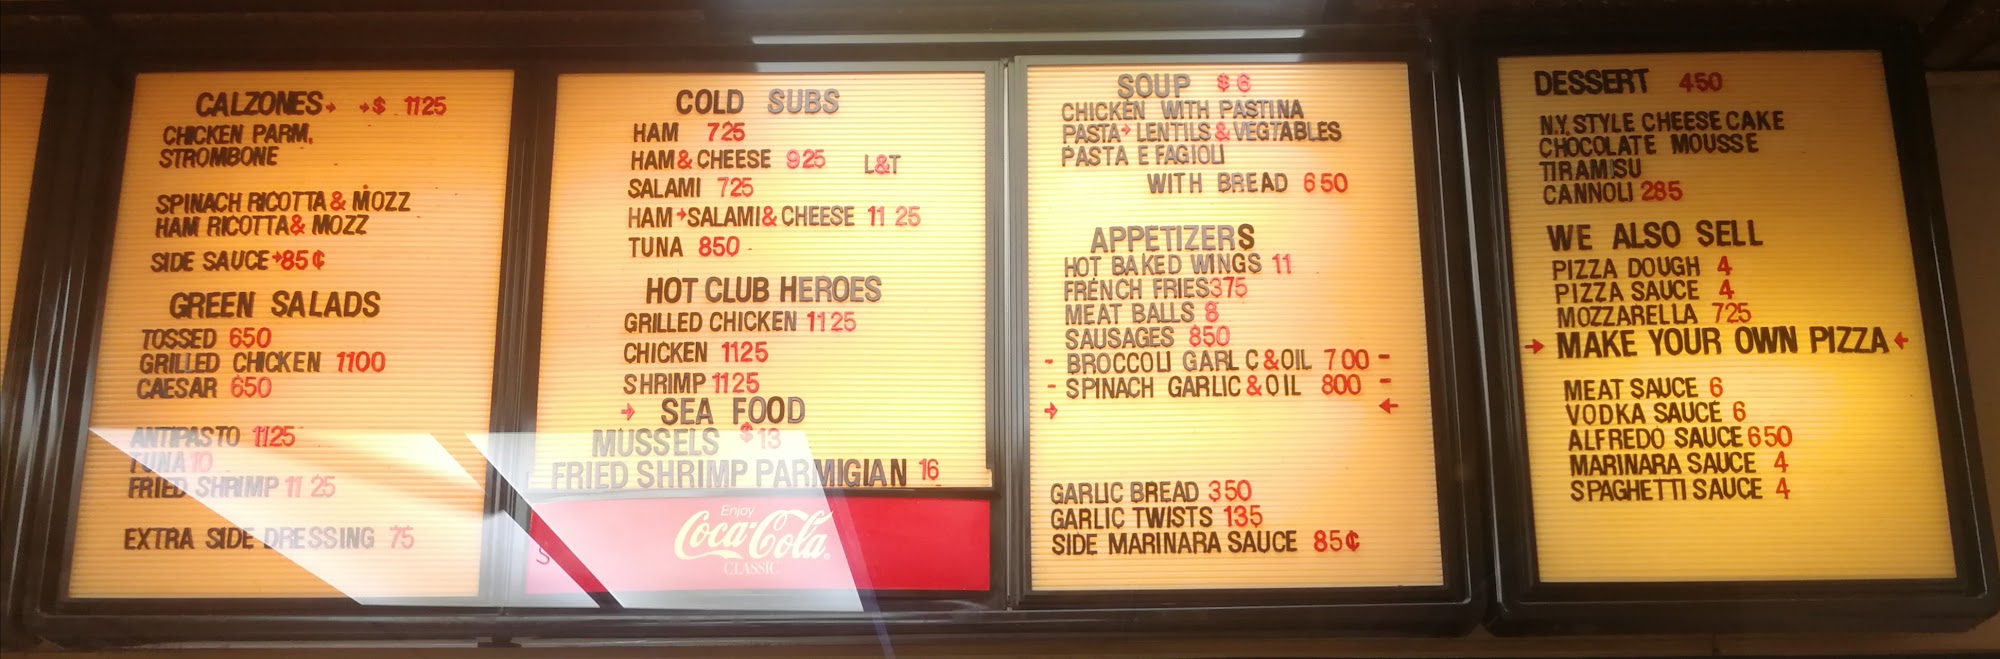 CALZONES→ →$ 1125
CHICKEN PARM,
STROMBONE
SPINACH RICOTTA & MOZZ
HAM RICOTTA & MOZZ
SIDE SAUCE→85¢
GREEN SALADS
TOSSED 650
GRILLED CHICKEN 1100
CAESAR 650
ANTIPASTO 1125
TUNA 10
FRIED SHRIMP 11 25
EXTRA SIDE DRESSING 75
COLD SUBS
HAM 725
HAM & CHEESE 925 L&T
SALAMI 725
HAM→SALAMI & CHEESE 11 25
TUNA 850
HOT CLUB HEROES
GRILLED CHICKEN 1125
CHICKEN 1125
SHRIMP 1125
→ SEA FOOD
MUSSELS $13
FRIED SHRIMP PARMIGIAN 16
Enjoy
Coca-Cola
CLASSIC
SOUP $6
CHICKEN WITH PASTINA
PASTA→ LENTILS & VEGTABLES
PASTA E FAGIOLI
WITH BREAD 650
APPETIZERS
HOT BAKED WINGS 11
FRENCH FRIES 375
MEAT BALLS 8
SAUSAGES 850
- BROCCOLI GARL C & OIL 700 -
- SPINACH GARLIC & OIL 800 -
→ ←
GARLIC BREAD 350
GARLIC TWISTS 135
SIDE MARINARA SAUCE 85¢
DESSERT 450
N.Y. STYLE CHEESE CAKE
CHOCOLATE MOUSSE
TIRAMISU
CANNOLI 285
WE ALSO SELL
PIZZA DOUGH 4
PIZZA SAUCE 4
MOZZARELLA 725
→ MAKE YOUR OWN PIZZA ←
MEAT SAUCE 6
VODKA SAUCE 6
ALFREDO SAUCE 650
MARINARA SAUCE 4
SPAGHETTI SAUCE 4